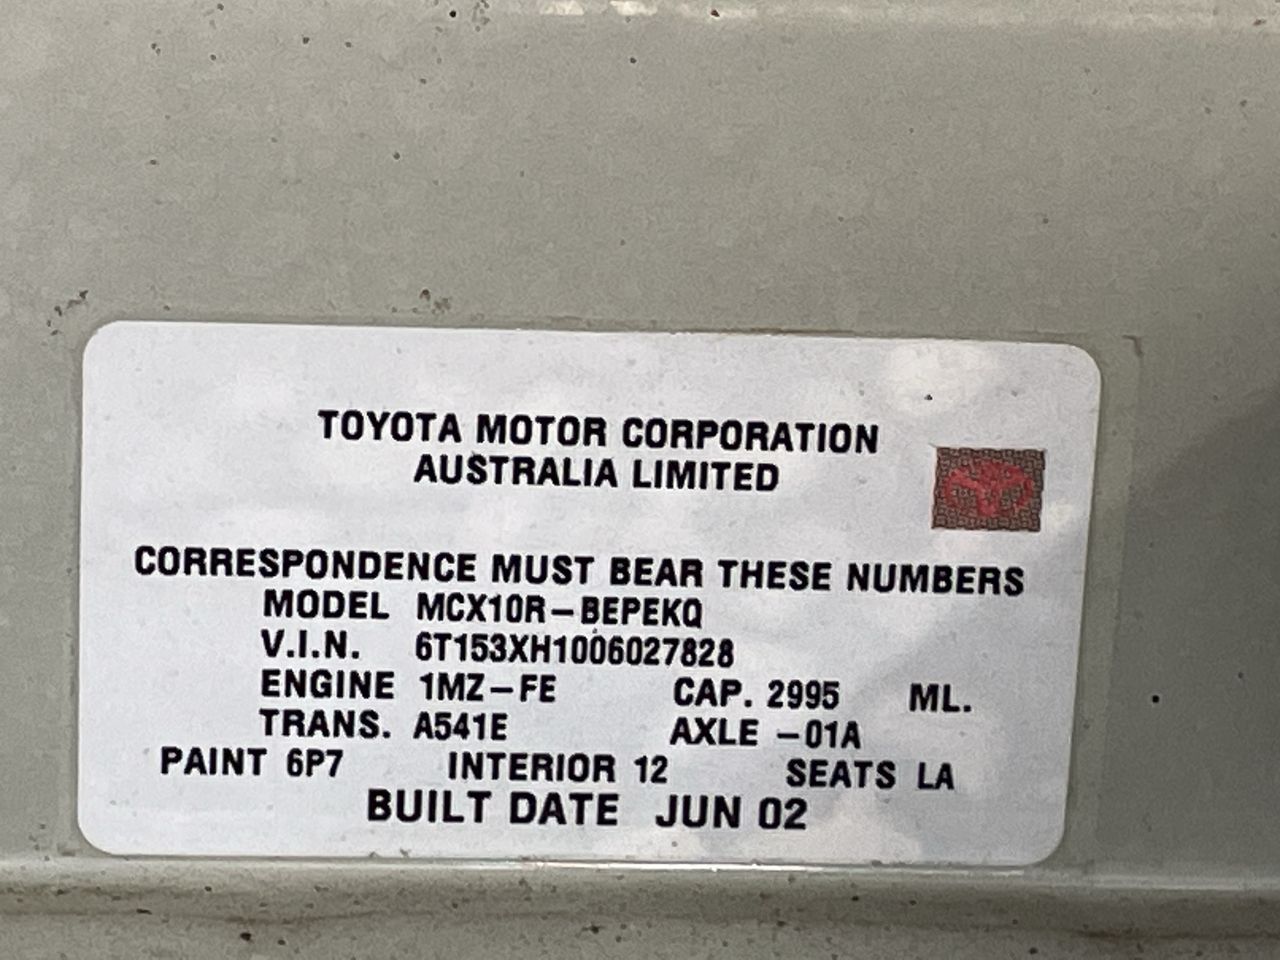 TOYOTA MOTOR CORPORATION
AUSTRALIA LIMITED
CORRESPONDENCE MUST BEAR THESE NUMBERS
MODEL MCX10R-BEPEKQ
V.I.N. 6T153XH1006027828
ENGINE 1MZ-FE CAP. 2995 ML.
TRANS. A541E AXLE -01A
PAINT 6P7 INTERIOR 12 SEATS LA
BUILT DATE JUN 02